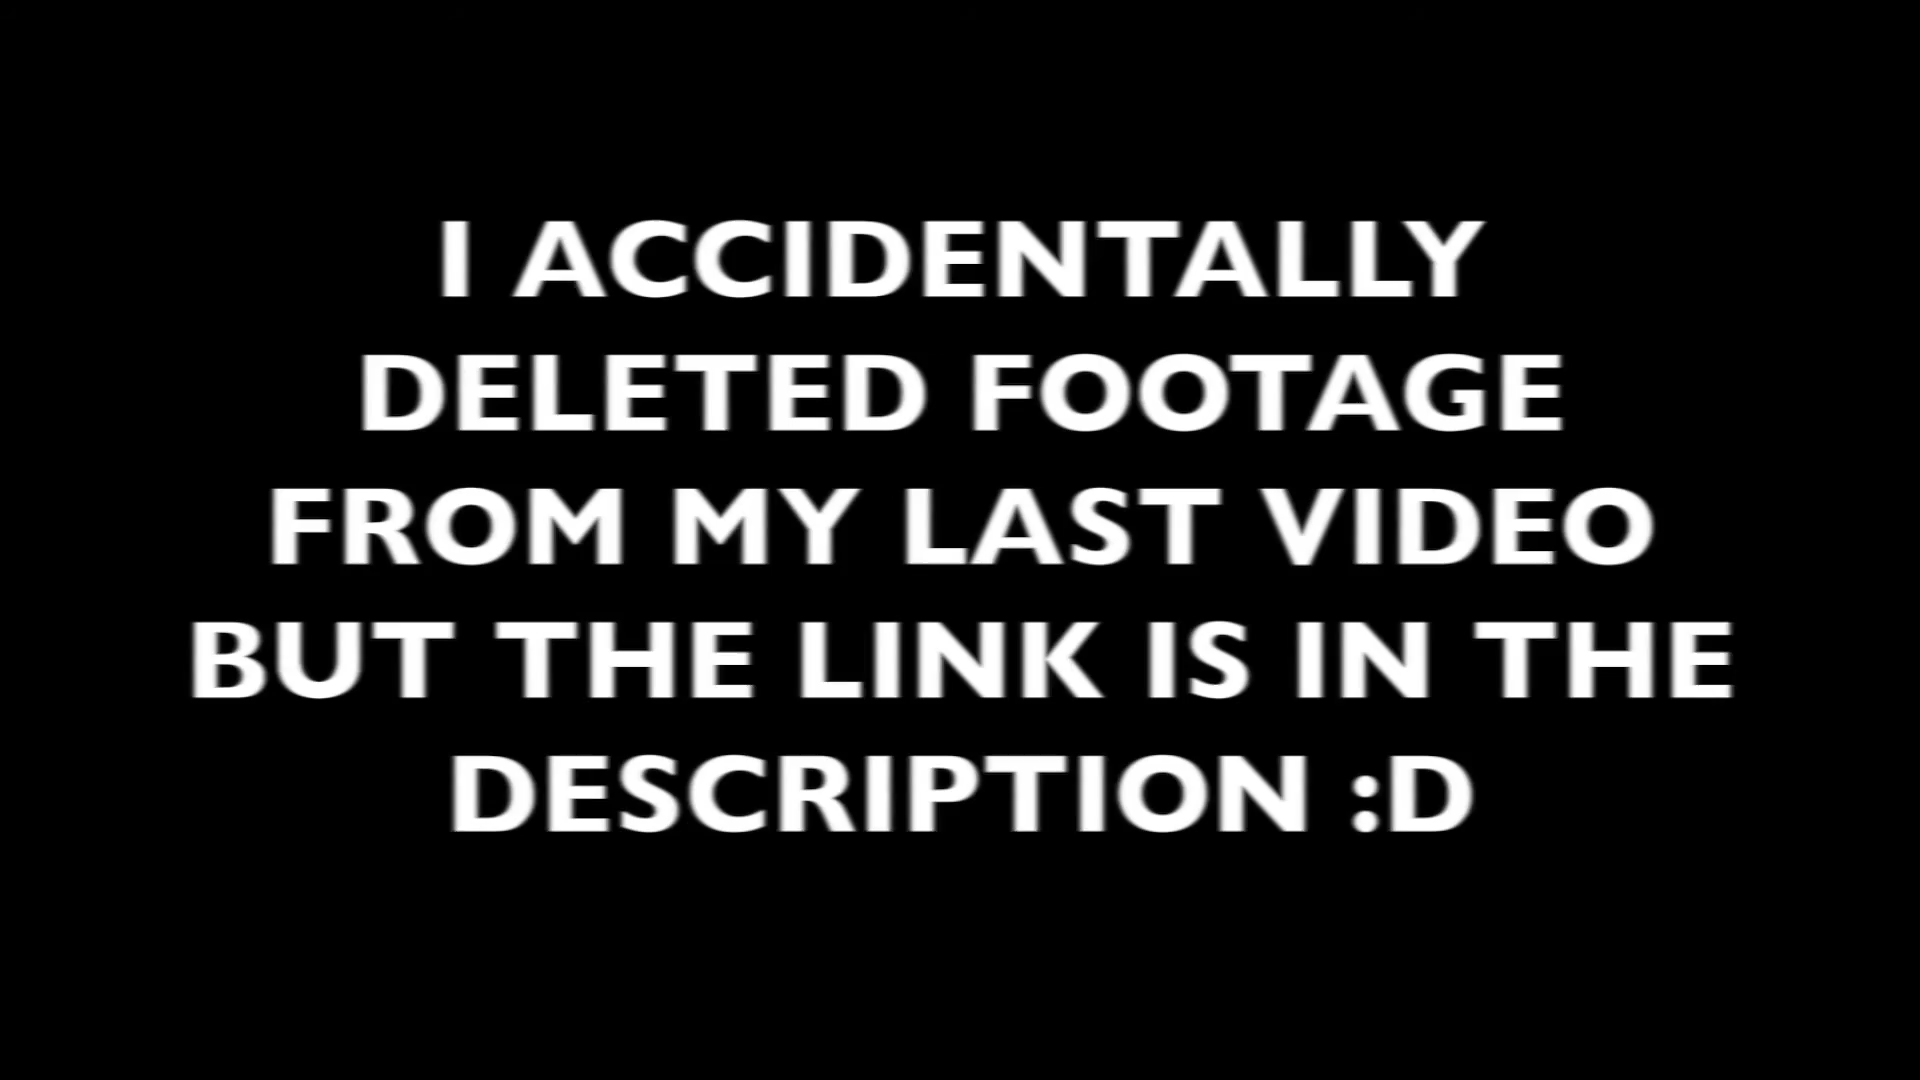 I ACCIDENTALLY
DELETED FOOTAGE
FROM MY LAST VIDEO
BUT THE LINK IS IN THE
DESCRIPTION :D